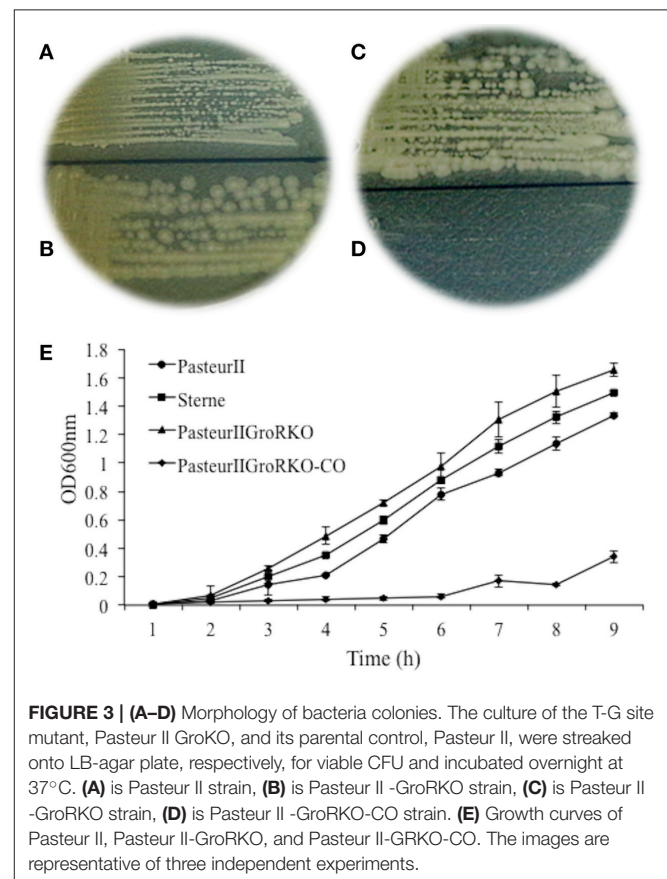 A
C
B
D
E
1.8
1.6
1.4
1.2
1
0.8
0.6
0.4
0.2
0
OD600nm
PasteurII
Sterne
PasteurIIGroRKO
PasteurIIGroRKO-CO
1 2 3 4 5 6 7 8 9
Time (h)
FIGURE 3 | (A–D) Morphology of bacteria colonies. The culture of the T-G site
mutant, Pasteur II GroKO, and its parental control, Pasteur II, were streaked
onto LB-agar plate, respectively, for viable CFU and incubated overnight at
37°C. (A) is Pasteur II strain, (B) is Pasteur II -GroRKO strain, (C) is Pasteur II
-GroRKO strain, (D) is Pasteur II -GroRKO-CO strain. (E) Growth curves of
Pasteur II, Pasteur II-GroRKO, and Pasteur II-GRKO-CO. The images are
representative of three independent experiments.